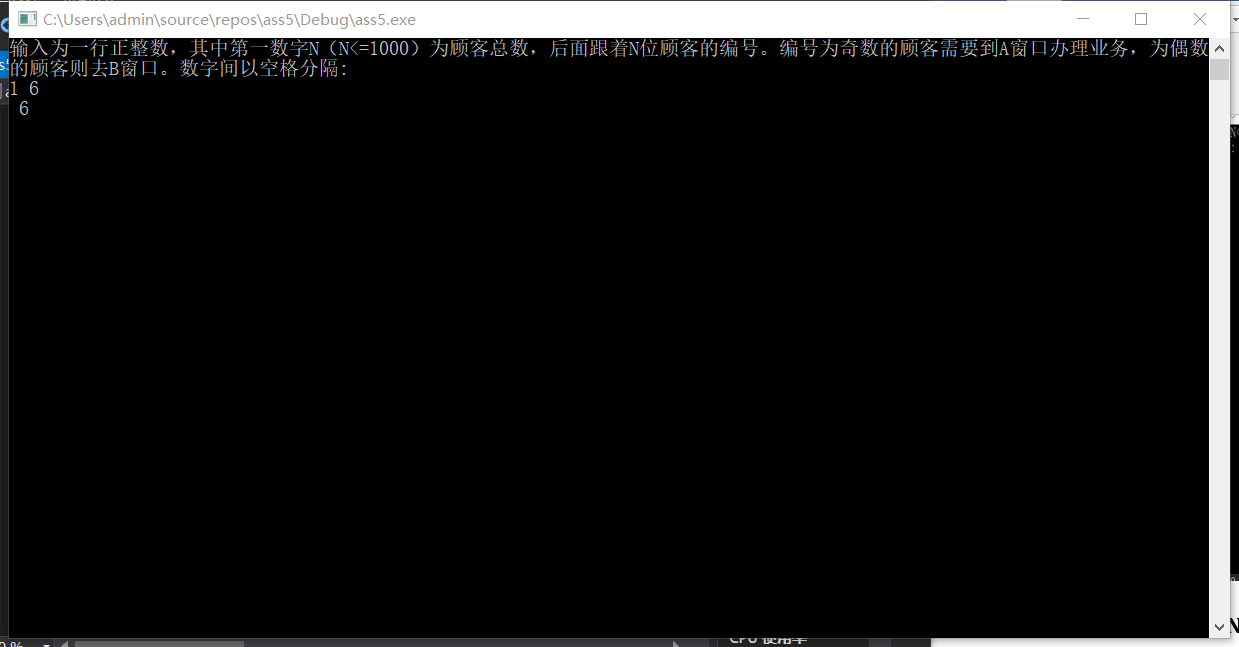 C:\Users\admin\source\repos\ass5\Debug\ass5.exe
输入为一行正整数，其中第一数字N（N<=1000）为顾客总数，后面跟着N位顾客的编号。编号为奇数的顾客需要到A窗口办理业务，为偶数
的顾客则去B窗口。数字间以空格分隔:
1 6
 6
CPU 使用率